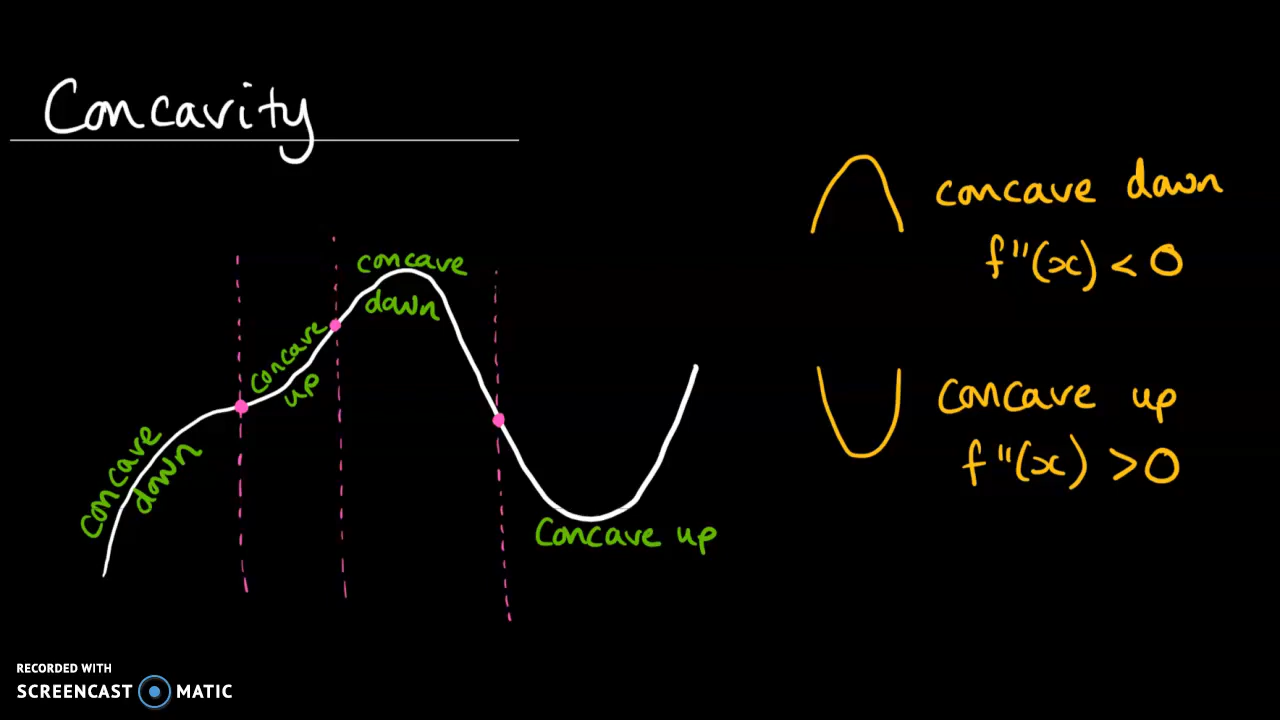 Concavity
concave
down
concave
up
concave
down
Concave up
concave down
f"(x) < 0
concave up
f"(x) > 0
RECORDED WITH
SCREENCAST MATIC